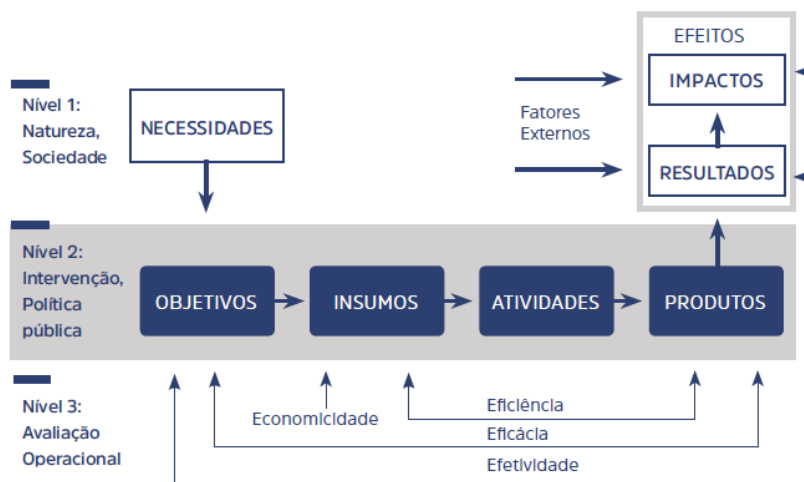 EFEITOS
IMPACTOS
Nível 1:
Natureza,
Sociedade
NECESSIDADES
Fatores
Externos
RESULTADOS
Nível 2:
Intervenção,
Política
pública
OBJETIVOS
INSUMOS
ATIVIDADES
PRODUTOS
Nível 3:
Avaliação
Operacional
Economicidade
Eficiência
Eficácia
Efetividade